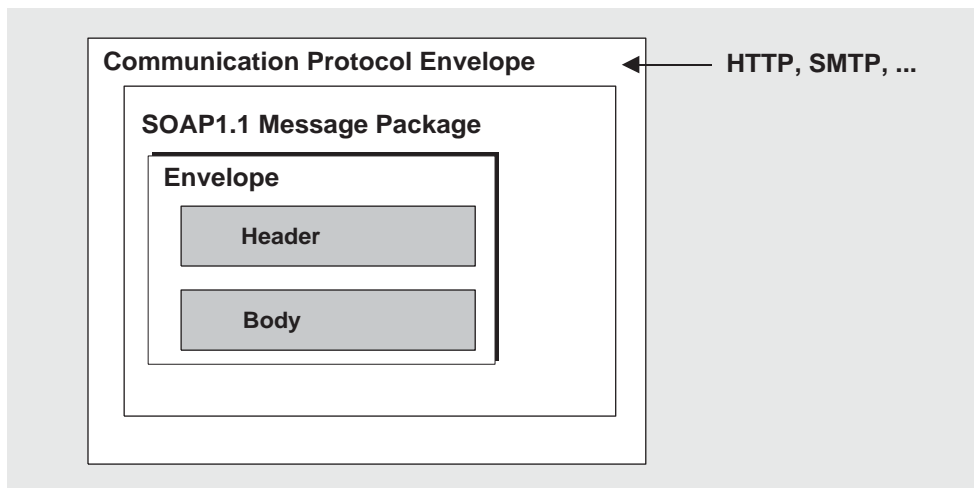 Communication Protocol Envelope
HTTP, SMTP, ...
SOAP1.1 Message Package
Envelope
Header
Body